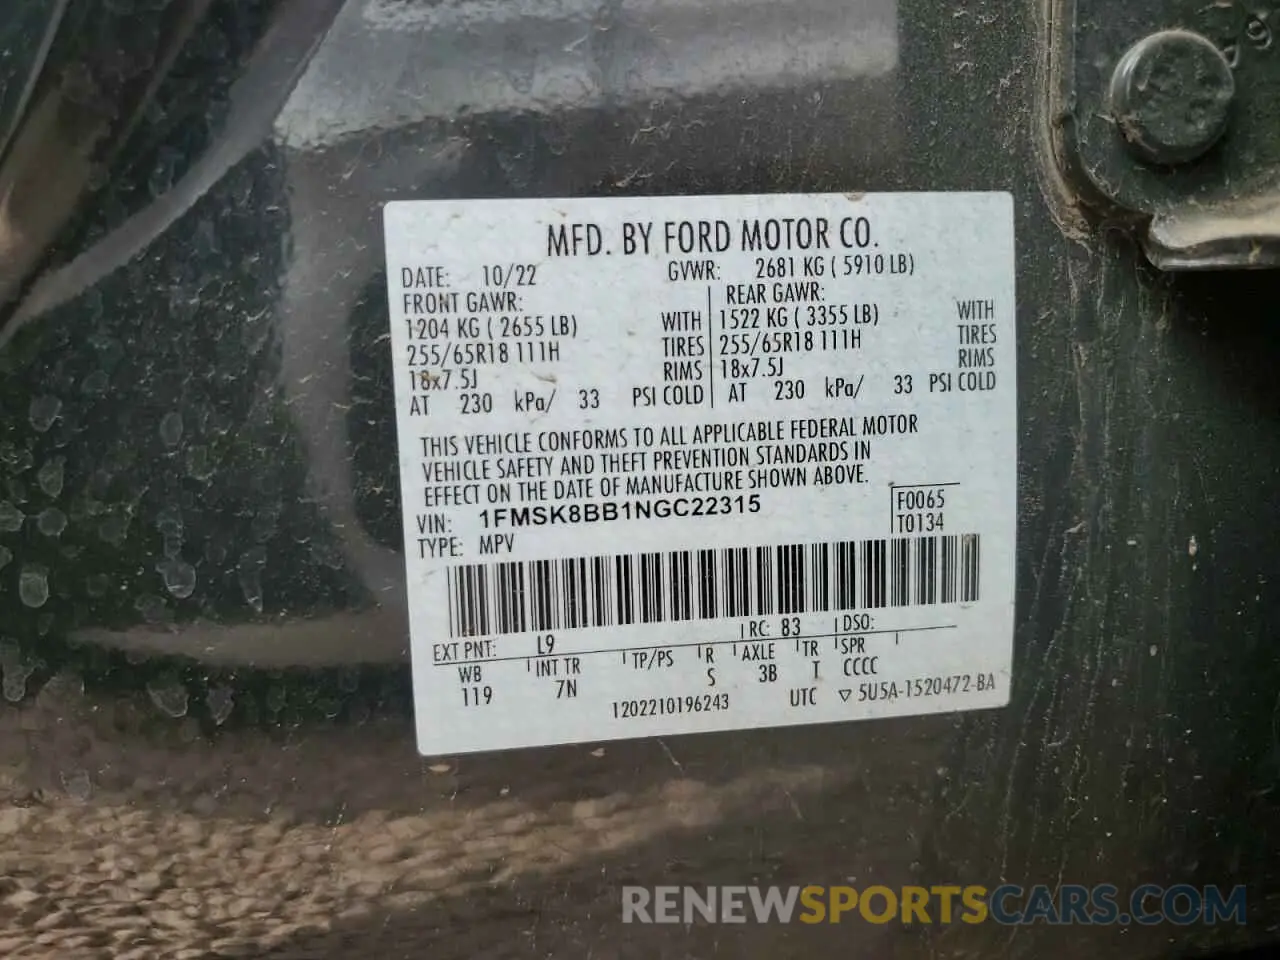 MFD. BY FORD MOTOR CO.
DATE: 10/22 GVWR: 2681 KG ( 5910 LB)
FRONT GAWR: REAR GAWR:
1204 KG ( 2655 LB) WITH 1522 KG ( 3355 LB) WITH
255/65R18 111H TIRES 255/65R18 111H TIRES
18x7.5J RIMS 18x7.5J RIMS
AT 230 kPa/ 33 PSI COLD AT 230 kPa/ 33 PSI COLD
THIS VEHICLE CONFORMS TO ALL APPLICABLE FEDERAL MOTOR
VEHICLE SAFETY AND THEFT PREVENTION STANDARDS IN
EFFECT ON THE DATE OF MANUFACTURE SHOWN ABOVE.
VIN: 1FMSK8BB1NGC22315 F0065
TYPE: MPV T0134
EXT PNT: L9 RC: 83 DSO:
WB INT TR TP/PS R AXLE TR SPR
119 7N S 3B T CCCC
1202210196243 UTC ▽ 5U5A-1520472-BA
RENEWSPORTSCARS.COM